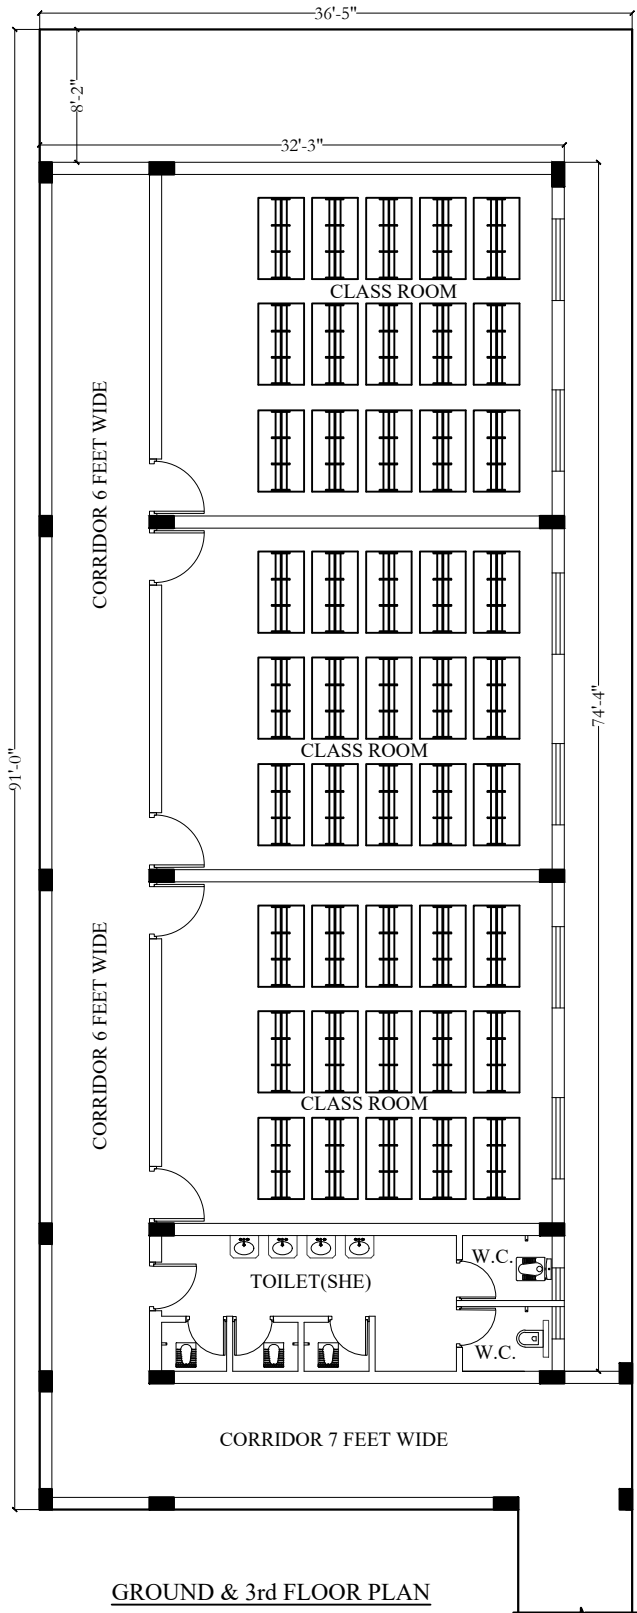 36'-5"
8'-2"
32'-3"
CLASS ROOM
CORRIDOR 6 FEET WIDE
74'-4"
CLASS ROOM
91'-0"
CORRIDOR 6 FEET WIDE
CLASS ROOM
W.C.
TOILET(SHE)
W.C.
CORRIDOR 7 FEET WIDE
GROUND & 3rd FLOOR PLAN